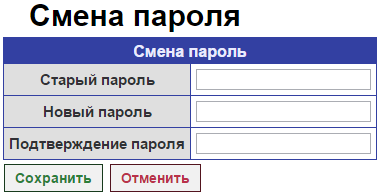 Смена пароля
Смена пароль
Старый пароль
Новый пароль
Подтверждение пароля
Сохранить Отменить